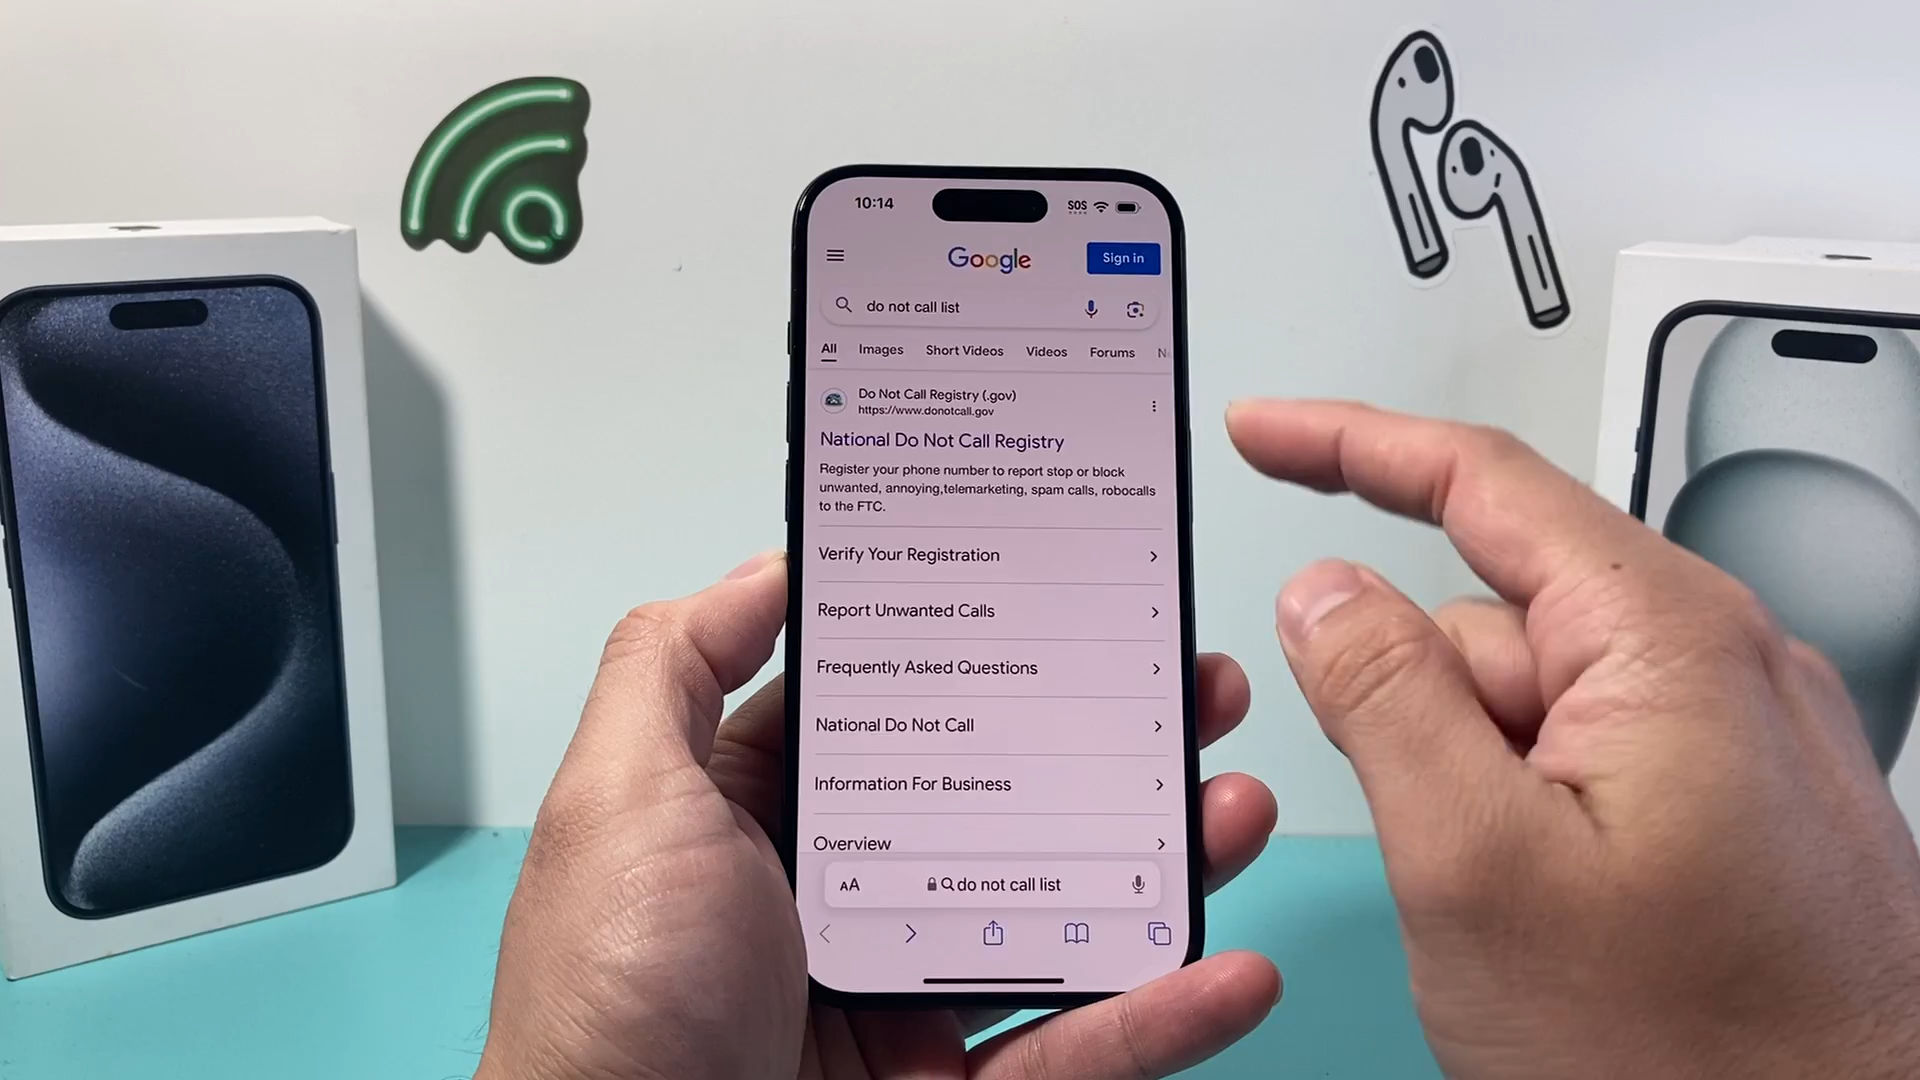 10:14
SOS
Google
Sign in
do not call list
All Images Short Videos Videos Forums
Do Not Call Registry (.gov)
https://www.donotcall.gov
National Do Not Call Registry
Register your phone number to report stop or block
unwanted, annoying,telemarketing, spam calls, robocalls
to the FTC.
Verify Your Registration
Report Unwanted Calls
Frequently Asked Questions
National Do Not Call
Information For Business
Overview
AA do not call list